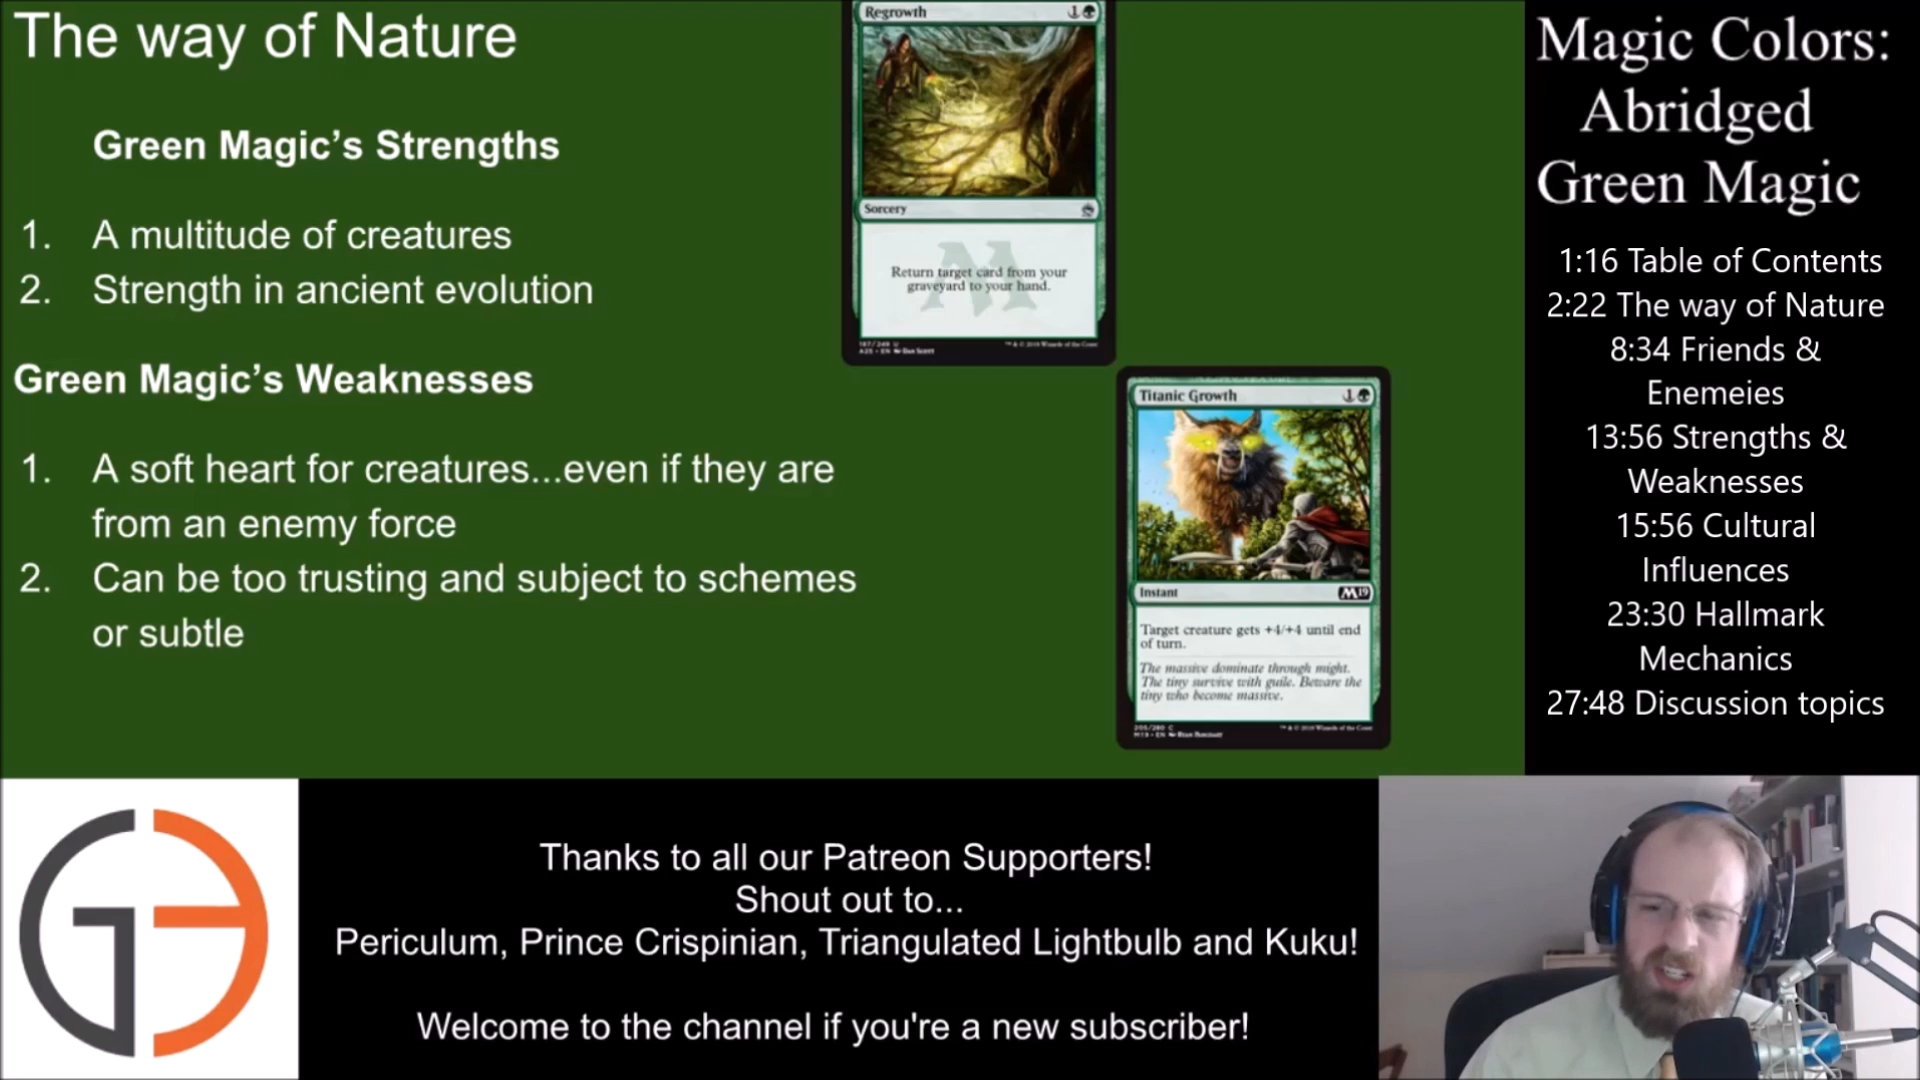 The way of Nature
Green Magic's Strengths
1. A multitude of creatures
2. Strength in ancient evolution
Green Magic's Weaknesses
1. A soft heart for creatures...even if they are
from an enemy force
2. Can be too trusting and subject to schemes
or subtle
Regrowth 1
Sorcery
Return target card from your
graveyard to your hand.
Titanic Growth 1
Instant M19
Target creature gets +4/+4 until end
of turn.
The massive dominate through might.
The tiny survive with guile. Beware the
tiny who become massive.
Magic Colors:
Abridged
Green Magic
1:16 Table of Contents
2:22 The way of Nature
8:34 Friends &
Enemeies
13:56 Strengths &
Weaknesses
15:56 Cultural
Influences
23:30 Hallmark
Mechanics
27:48 Discussion topics
Thanks to all our Patreon Supporters!
Shout out to...
Periculum, Prince Crispinian, Triangulated Lightbulb and Kuku!
Welcome to the channel if you're a new subscriber!